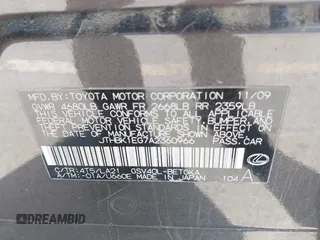 MFD.BY:TOYOTA MOTOR CORPORATION 11/09
GVWR 4680LB GAWR FR 2668LB RR 2359LB
THIS VEHICLE CONFORMS TO ALL APPLICABLE
FEDERAL MOTOR VEHICLE SAFETY, BUMPER, AND
THEFT PREVENTION STANDARDS IN EFFECT ON
THE DATE OF MANUFACTURE SHOWN ABOVE.
JTHBK1EG7A2360966 PASS.CAR
C/TR:4T5/LA21 GSV40L-BETGKA
A/TM:-01A/U660E MADE IN JAPAN 104 A